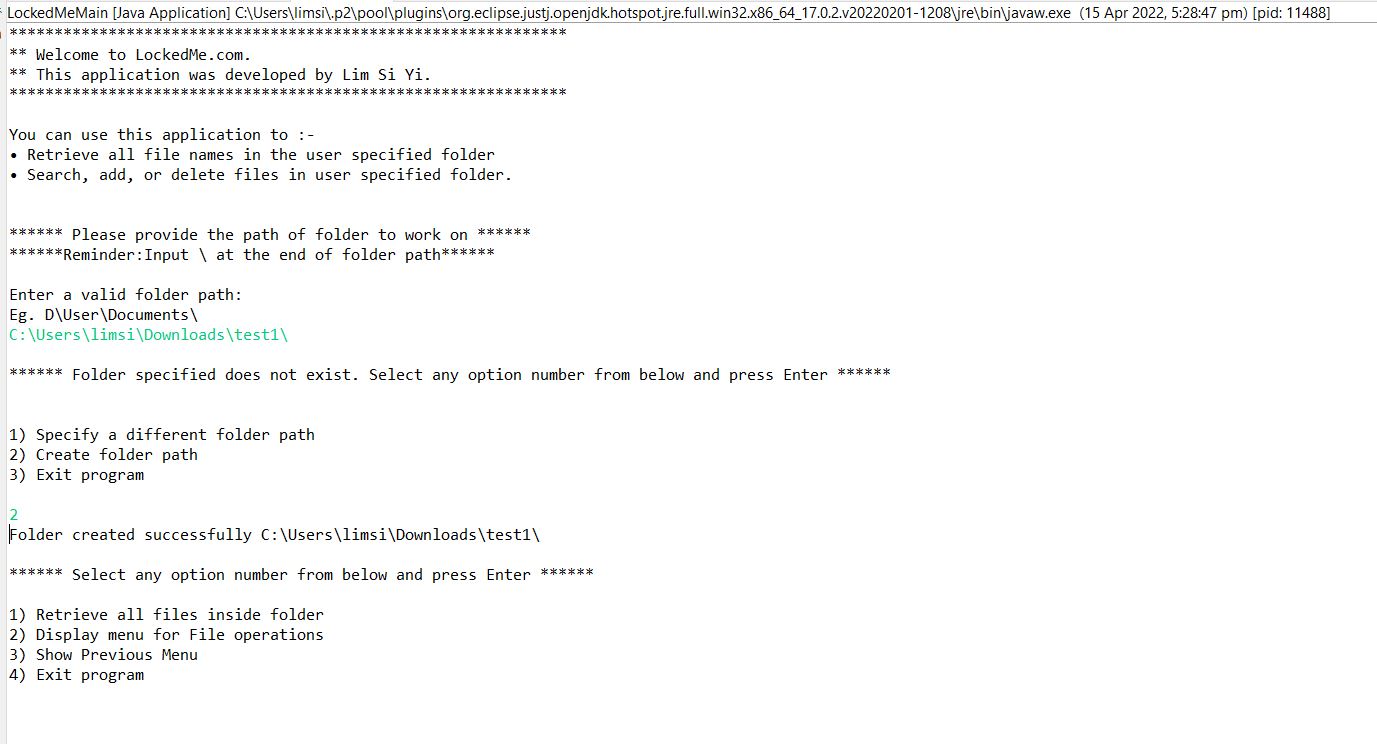 LockedMeMain [Java Application] C:\Users\limsi\.p2\pool\plugins\org.eclipse.justj.openjdk.hotspot.jre.full.win32.x86_64_17.0.2.v20220201-1208\jre\bin\javaw.exe (15 Apr 2022, 5:28:47 pm) [pid: 11488]
**************************************************************
** Welcome to LockedMe.com.
** This application was developed by Lim Si Yi.
**************************************************************
You can use this application to :-
• Retrieve all file names in the user specified folder
• Search, add, or delete files in user specified folder.
****** Please provide the path of folder to work on ******
******Reminder:Input \ at the end of folder path******
Enter a valid folder path:
Eg. D\User\Documents\
C:\Users\limsi\Downloads\test1\
****** Folder specified does not exist. Select any option number from below and press Enter ******
1) Specify a different folder path
2) Create folder path
3) Exit program
2
Folder created successfully C:\Users\limsi\Downloads\test1\
****** Select any option number from below and press Enter ******
1) Retrieve all files inside folder
2) Display menu for File operations
3) Show Previous Menu
4) Exit program